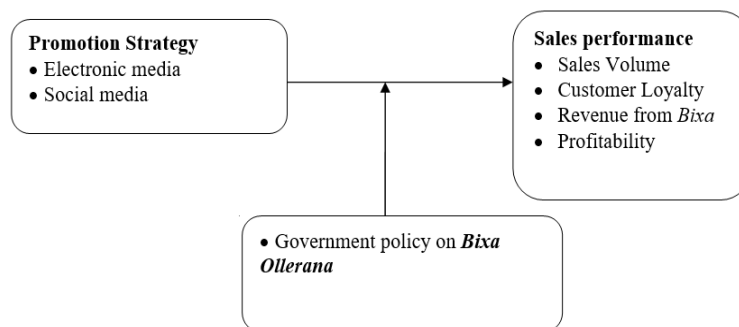 Promotion Strategy
• Electronic media
• Social media
Sales performance
• Sales Volume
• Customer Loyalty
• Revenue from Bixa
• Profitability
• Government policy on Bixa
Ollerana